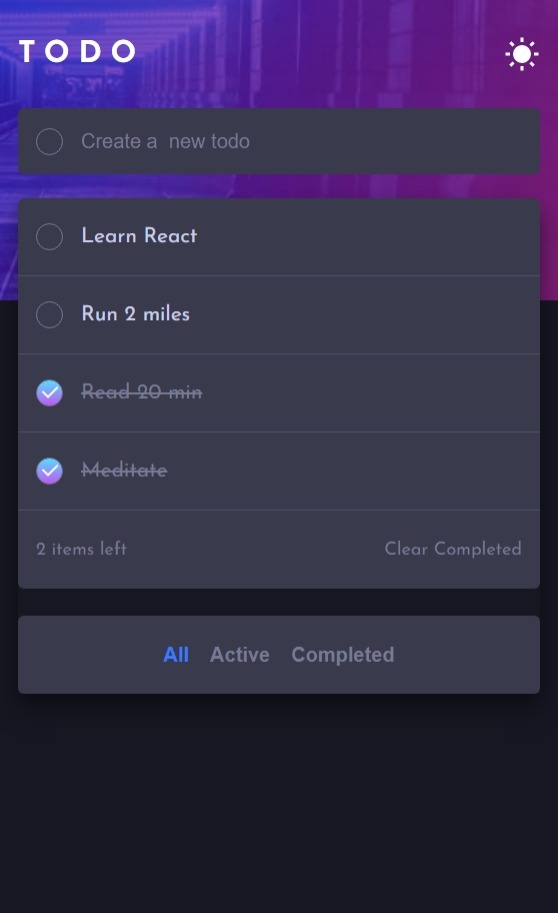 TODO
Create a  new todo
Learn React
Run 2 miles
Read 20 min
Meditate
2 items left Clear Completed
All Active Completed